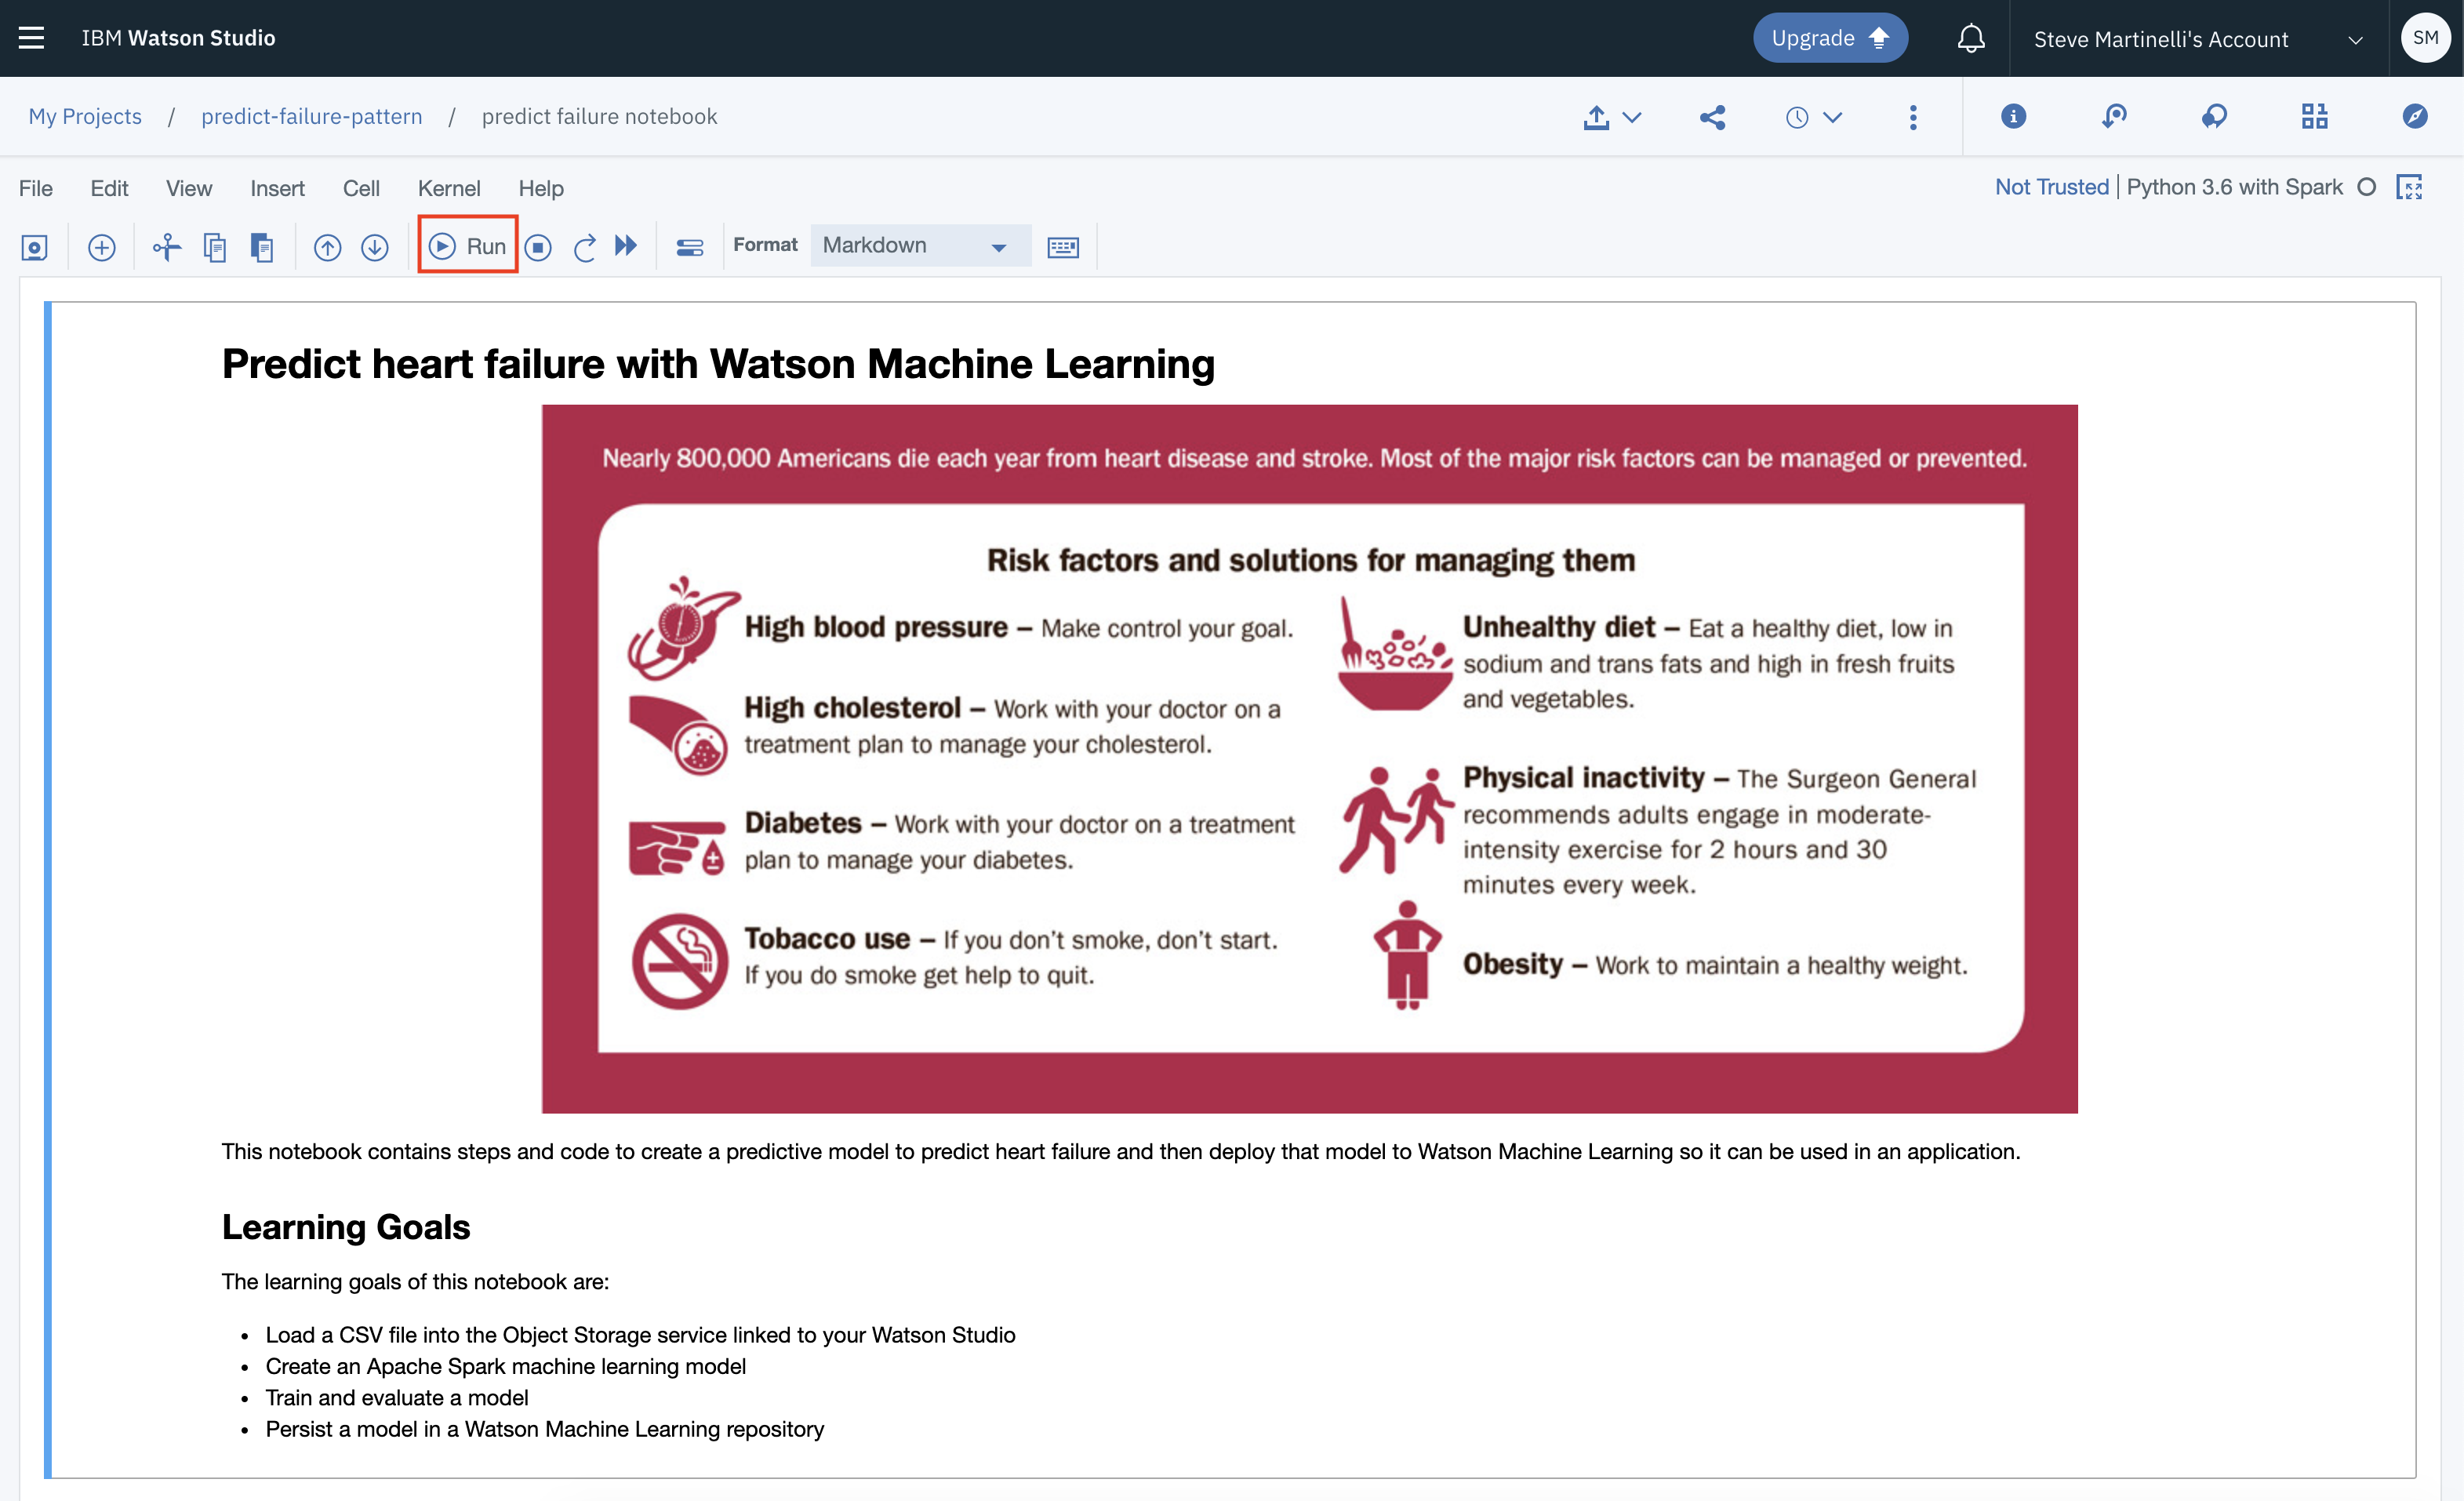 IBM Watson Studio
Upgrade
Steve Martinelli's Account
SM
My Projects / predict-failure-pattern / predict failure notebook
File Edit View Insert Cell Kernel Help
Not Trusted | Python 3.6 with Spark
Run
Format
Markdown
Predict heart failure with Watson Machine Learning
Nearly 800,000 Americans die each year from heart disease and stroke. Most of the major risk factors can be managed or prevented.
Risk factors and solutions for managing them
High blood pressure – Make control your goal.
High cholesterol – Work with your doctor on a
treatment plan to manage your cholesterol.
Diabetes – Work with your doctor on a treatment
plan to manage your diabetes.
Tobacco use – If you don't smoke, don't start.
If you do smoke get help to quit.
Unhealthy diet – Eat a healthy diet, low in
sodium and trans fats and high in fresh fruits
and vegetables.
Physical inactivity – The Surgeon General
recommends adults engage in moderate-
intensity exercise for 2 hours and 30
minutes every week.
Obesity – Work to maintain a healthy weight.
This notebook contains steps and code to create a predictive model to predict heart failure and then deploy that model to Watson Machine Learning so it can be used in an application.
Learning Goals
The learning goals of this notebook are:
• Load a CSV file into the Object Storage service linked to your Watson Studio
• Create an Apache Spark machine learning model
• Train and evaluate a model
• Persist a model in a Watson Machine Learning repository